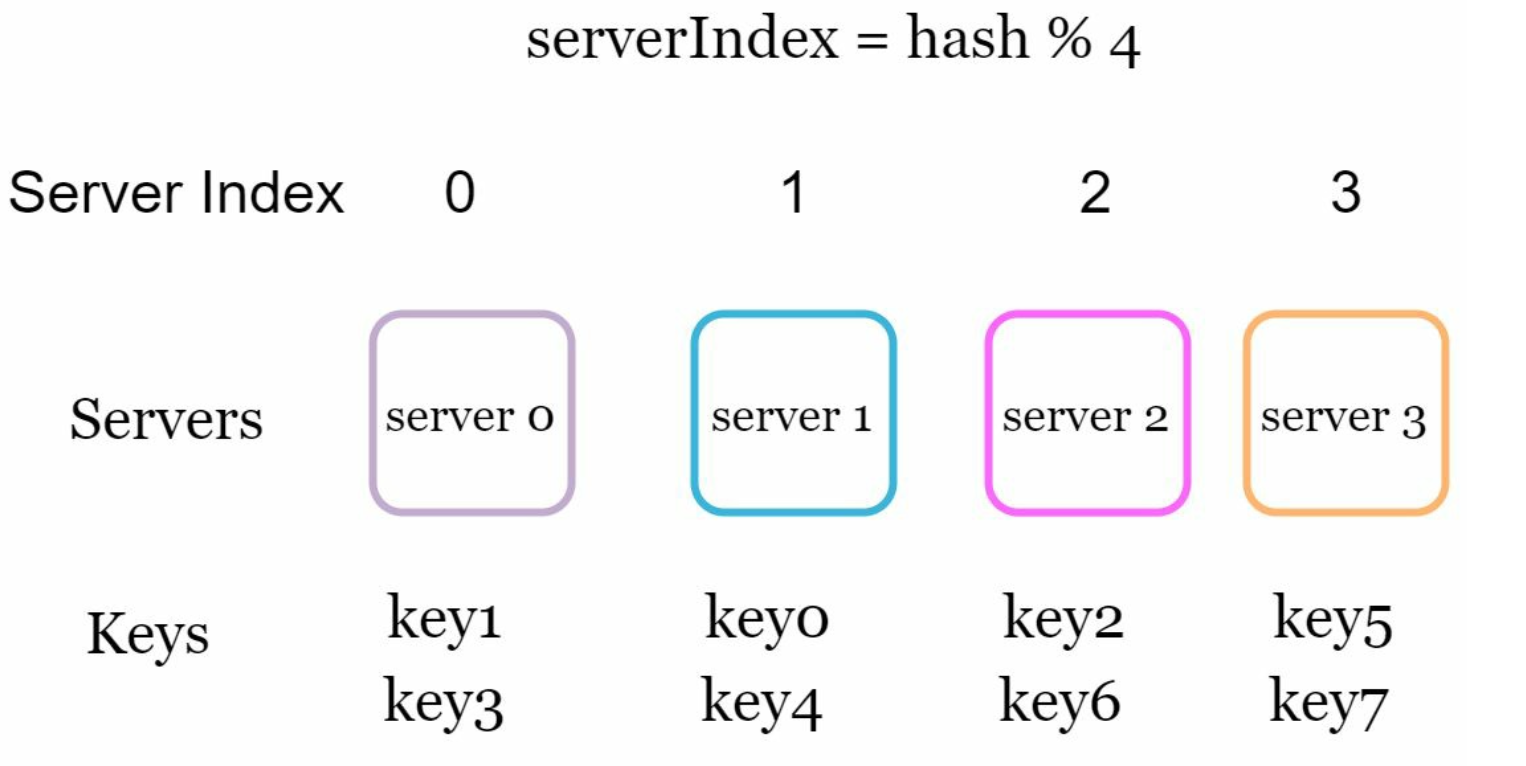 serverIndex = hash % 4
Server Index 0 1 2 3
Servers server 0 server 1 server 2 server 3
Keys key1 key0 key2 key5
key3 key4 key6 key7